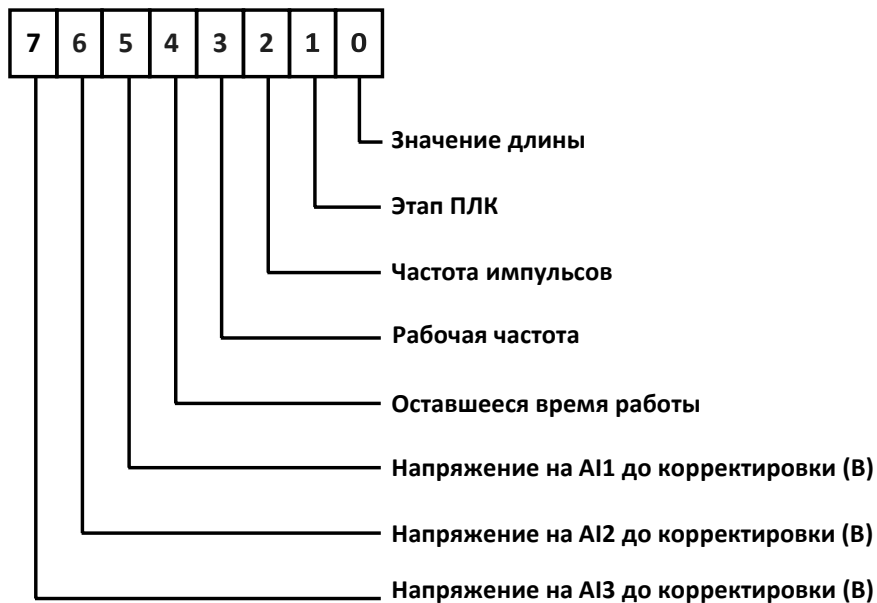 7 6 5 4 3 2 1 0
Значение длины
Этап ПЛК
Частота импульсов
Рабочая частота
Оставшееся время работы
Напряжение на AI1 до корректировки (В)
Напряжение на AI2 до корректировки (В)
Напряжение на AI3 до корректировки (В)